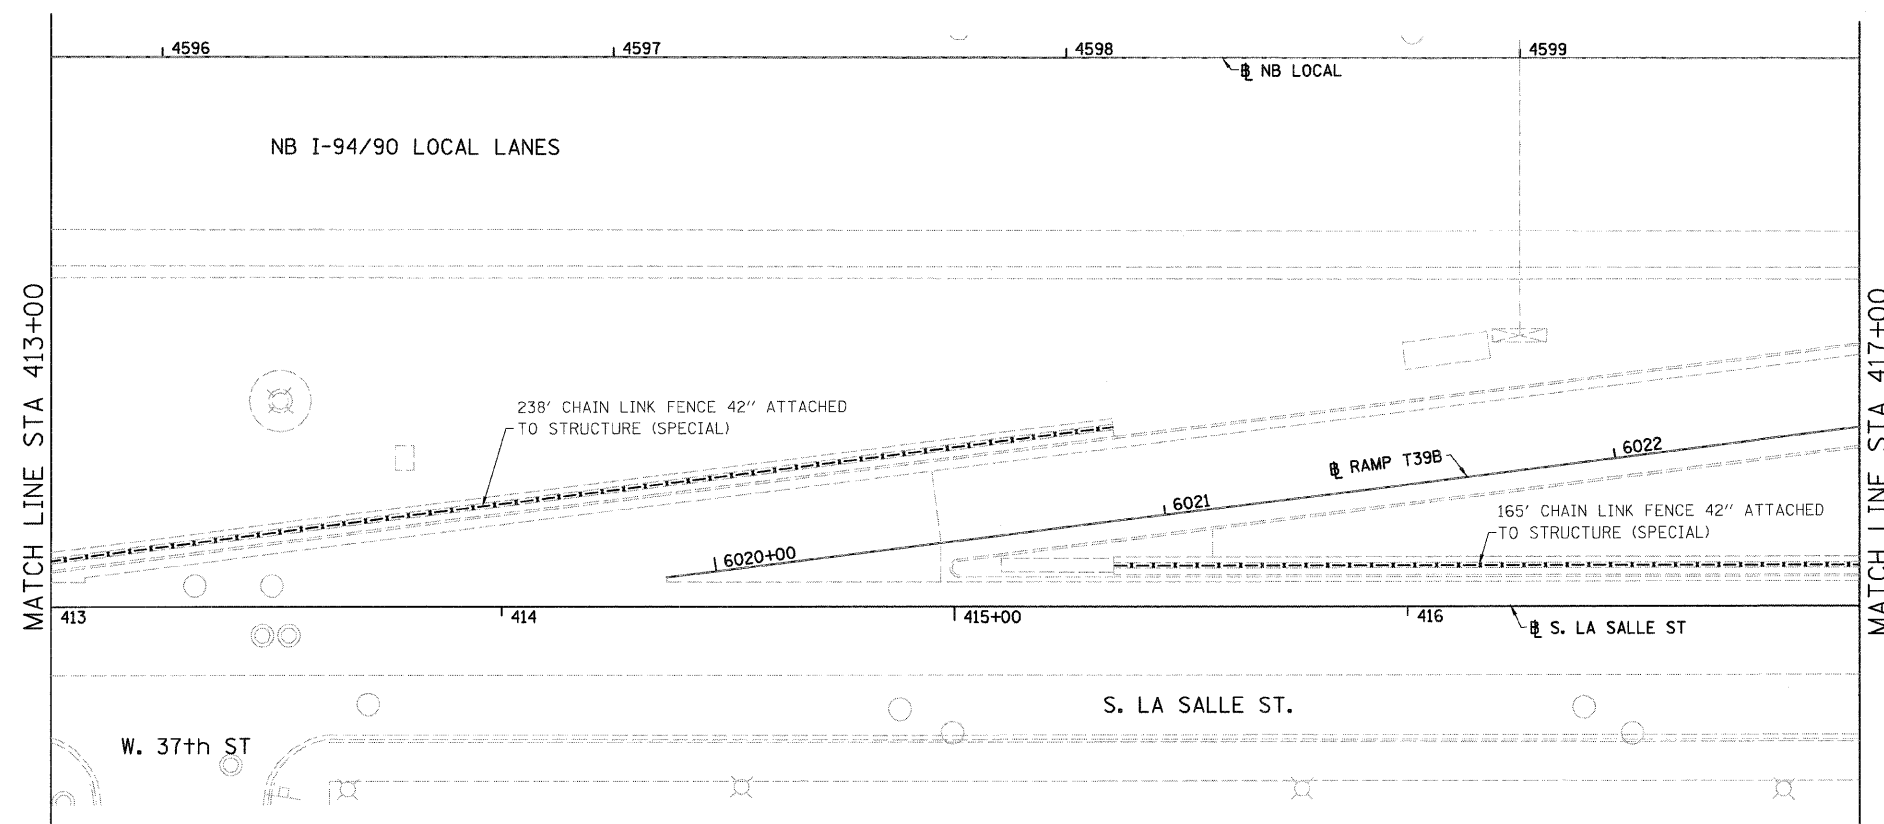 4596
4597
4598
4599
℄ NB LOCAL
NB I-94/90 LOCAL LANES
MATCH LINE STA 413+00
MATCH LINE STA 417+00
238' CHAIN LINK FENCE 42" ATTACHED
TO STRUCTURE (SPECIAL)
℄ RAMP T39B
6022
6021
6020+00
165' CHAIN LINK FENCE 42" ATTACHED
TO STRUCTURE (SPECIAL)
413
414
415+00
416
℄ S. LA SALLE ST
S. LA SALLE ST.
W. 37th ST